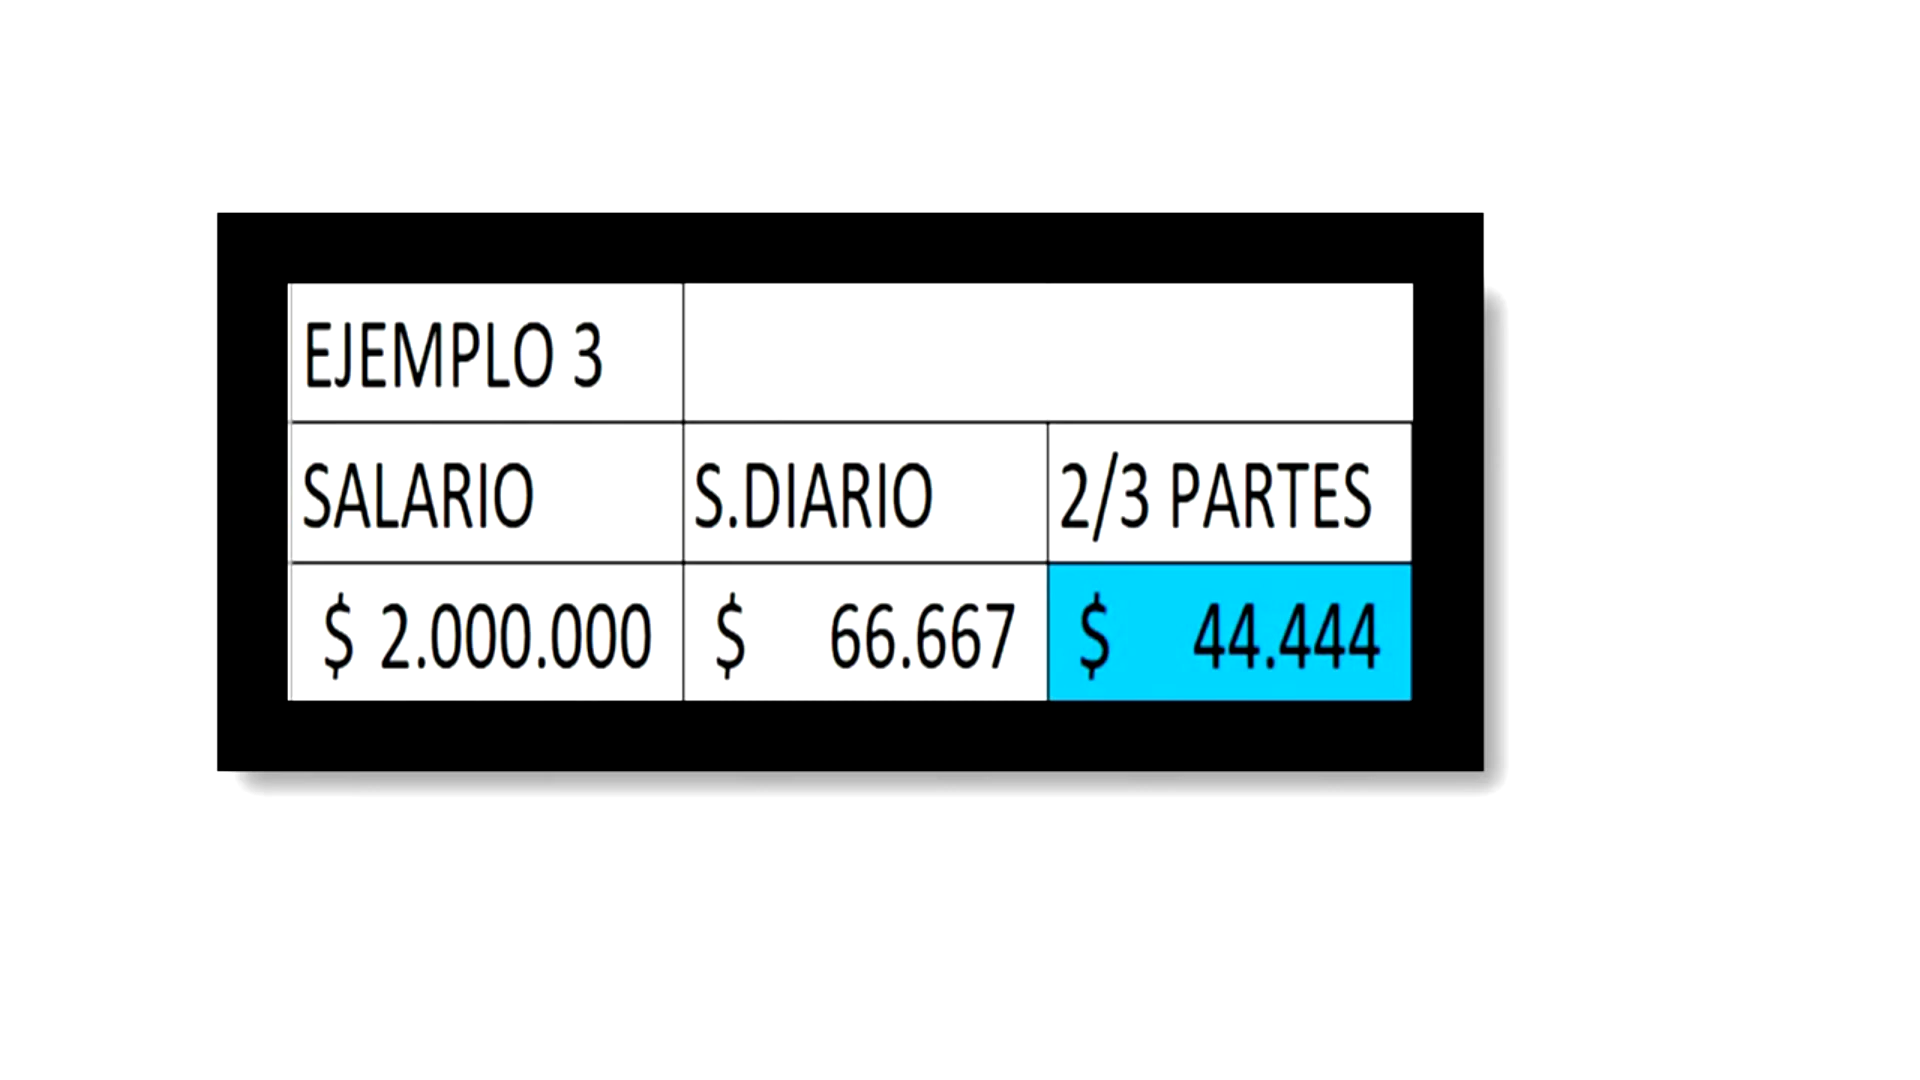 EJEMPLO 3
SALARIO S.DIARIO 2/3 PARTES
$ 2.000.000 $ 66.667 $ 44.444